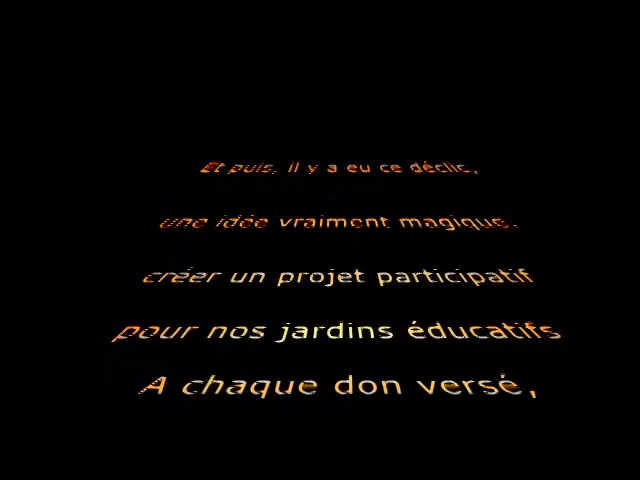 Et puis, il y a eu ce déclic,
une idée vraiment magique.
créer un projet participatif
pour nos jardins éducatifs
A chaque don versé,